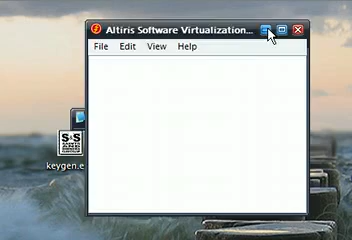 Altiris Software Virtualization...
File Edit View Help
S&S
keygen.e